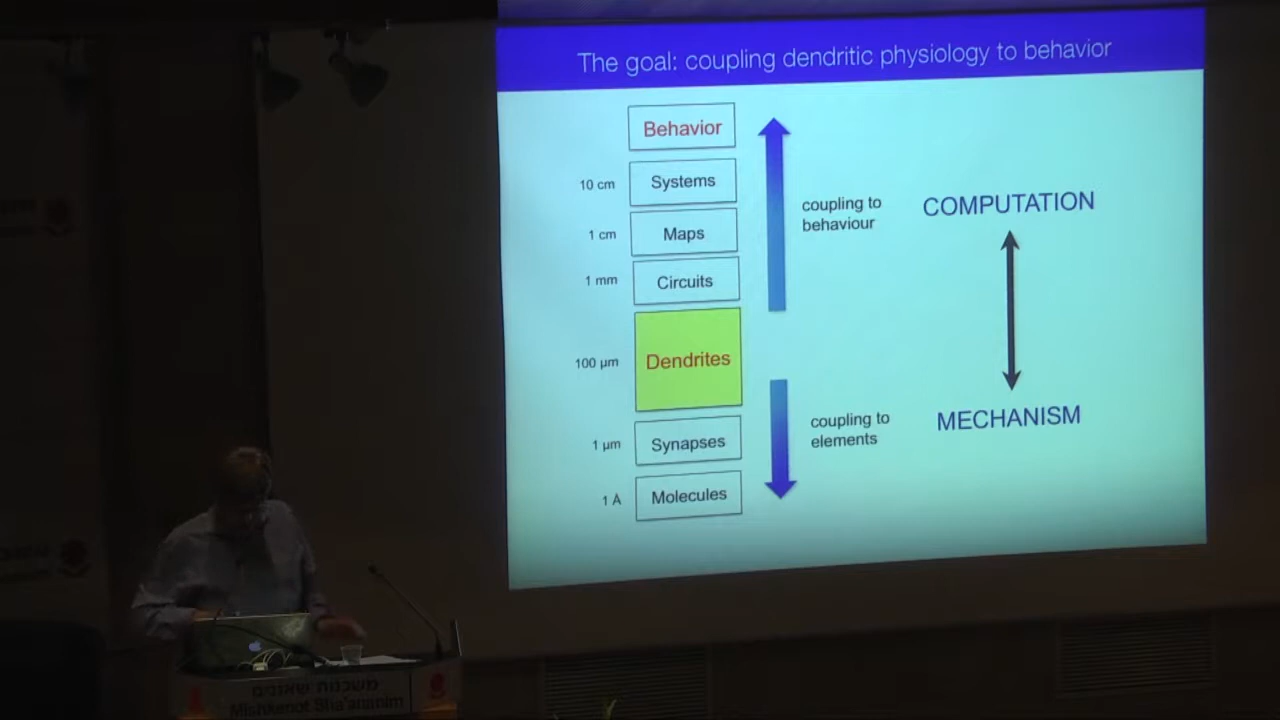 The goal: coupling dendritic physiology to behavior
Behavior
10 cm
Systems
1 cm
Maps
1 mm
Circuits
100 µm
Dendrites
1 µm
Synapses
1 A
Molecules
coupling to
behaviour
coupling to
elements
COMPUTATION
MECHANISM
משכנות שאננים
Mishkenot Sha'ananim